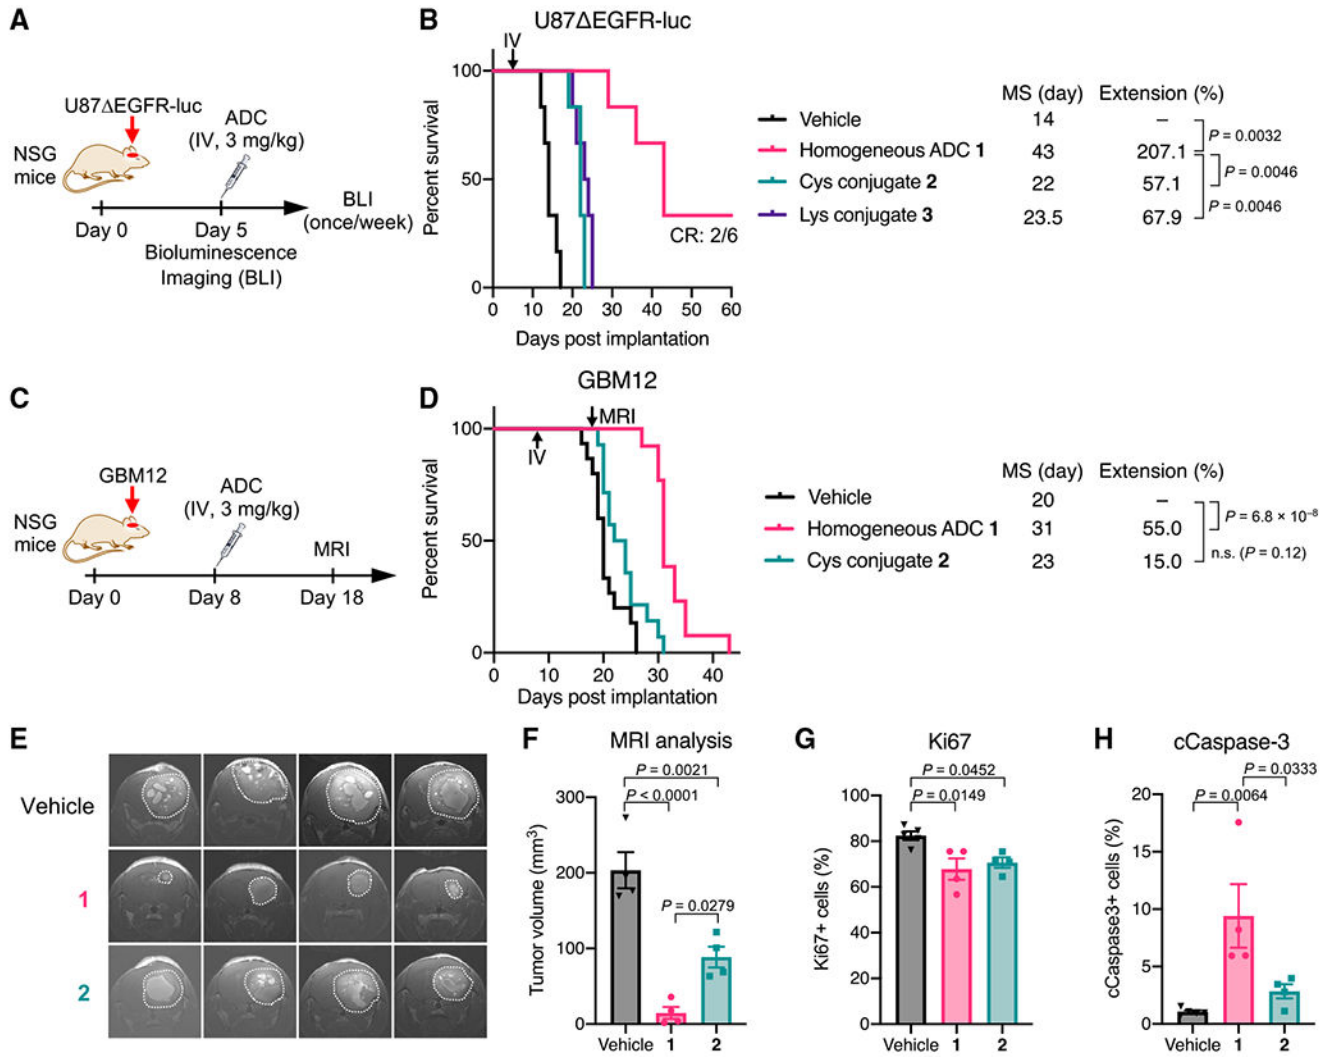 A
U87ΔEGFR-luc
ADC
(IV, 3 mg/kg)
NSG
mice
Day 0
Day 5
Bioluminescence
Imaging (BLI)
BLI
(once/week)
B
U87ΔEGFR-luc
IV
Percent survival
100
50
0
0 10 20 30 40 50 60
Days post implantation
CR: 2/6
MS (day) Extension (%)
Vehicle 14 –
Homogeneous ADC 1 43 207.1
Cys conjugate 2 22 57.1
Lys conjugate 3 23.5 67.9
P = 0.0032
P = 0.0046
P = 0.0046
C
GBM12
ADC
(IV, 3 mg/kg)
NSG
mice
MRI
Day 0
Day 8
Day 18
D
GBM12
MRI
IV
Percent survival
100
50
0
0 10 20 30 40
Days post implantation
MS (day) Extension (%)
Vehicle 20 –
Homogeneous ADC 1 31 55.0
Cys conjugate 2 23 15.0
P = 6.8 × 10⁻⁸
n.s. (P = 0.12)
E
Vehicle
1
2
F
MRI analysis
P = 0.0021
P < 0.0001
P = 0.0279
Tumor volume (mm³)
300
200
100
0
Vehicle 1 2
G
Ki67
P = 0.0452
P = 0.0149
Ki67+ cells (%)
100
80
60
40
20
0
Vehicle 1 2
H
cCaspase-3
P = 0.0333
P = 0.0064
cCaspase3+ cells (%)
20
15
10
5
0
Vehicle 1 2